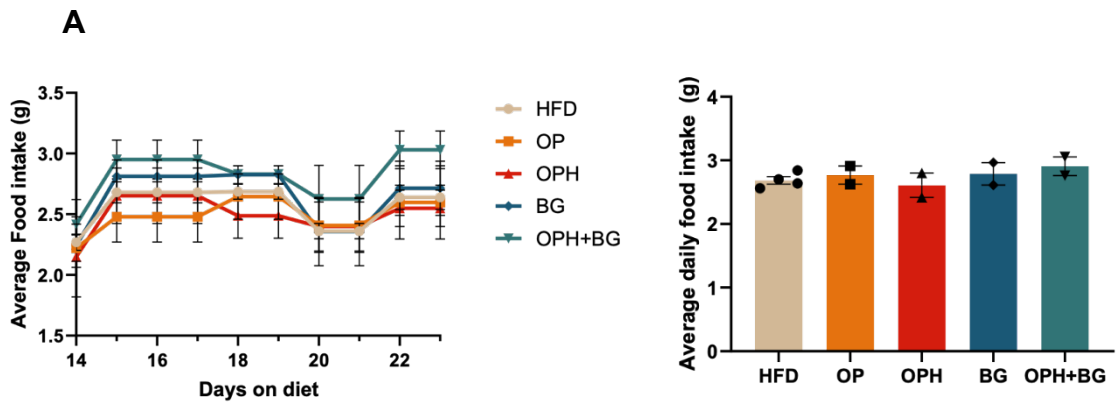 A
Average Food intake (g)
3.5
3.0
2.5
2.0
1.5
14
16
18
20
22
Days on diet
HFD
OP
OPH
BG
OPH+BG
Average daily food intake (g)
4
3
2
1
0
HFD
OP
OPH
BG
OPH+BG